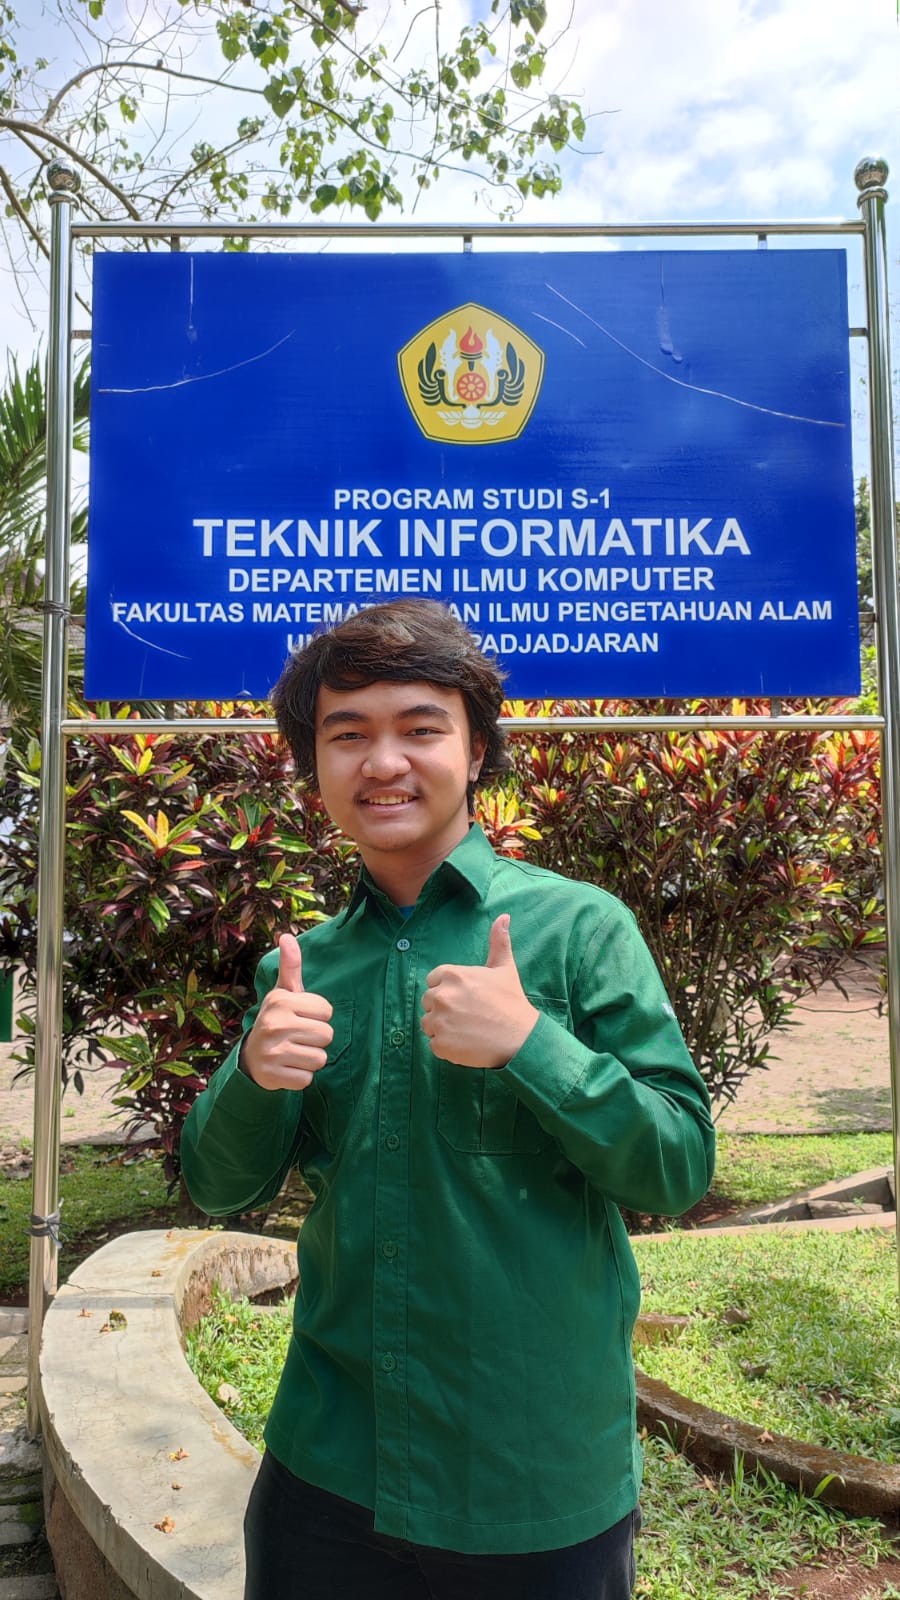 PROGRAM STUDI S-1
TEKNIK INFORMATIKA
DEPARTEMEN ILMU KOMPUTER
FAKULTAS ILMU PENGETAHUAN ALAM
PADJADJARAN